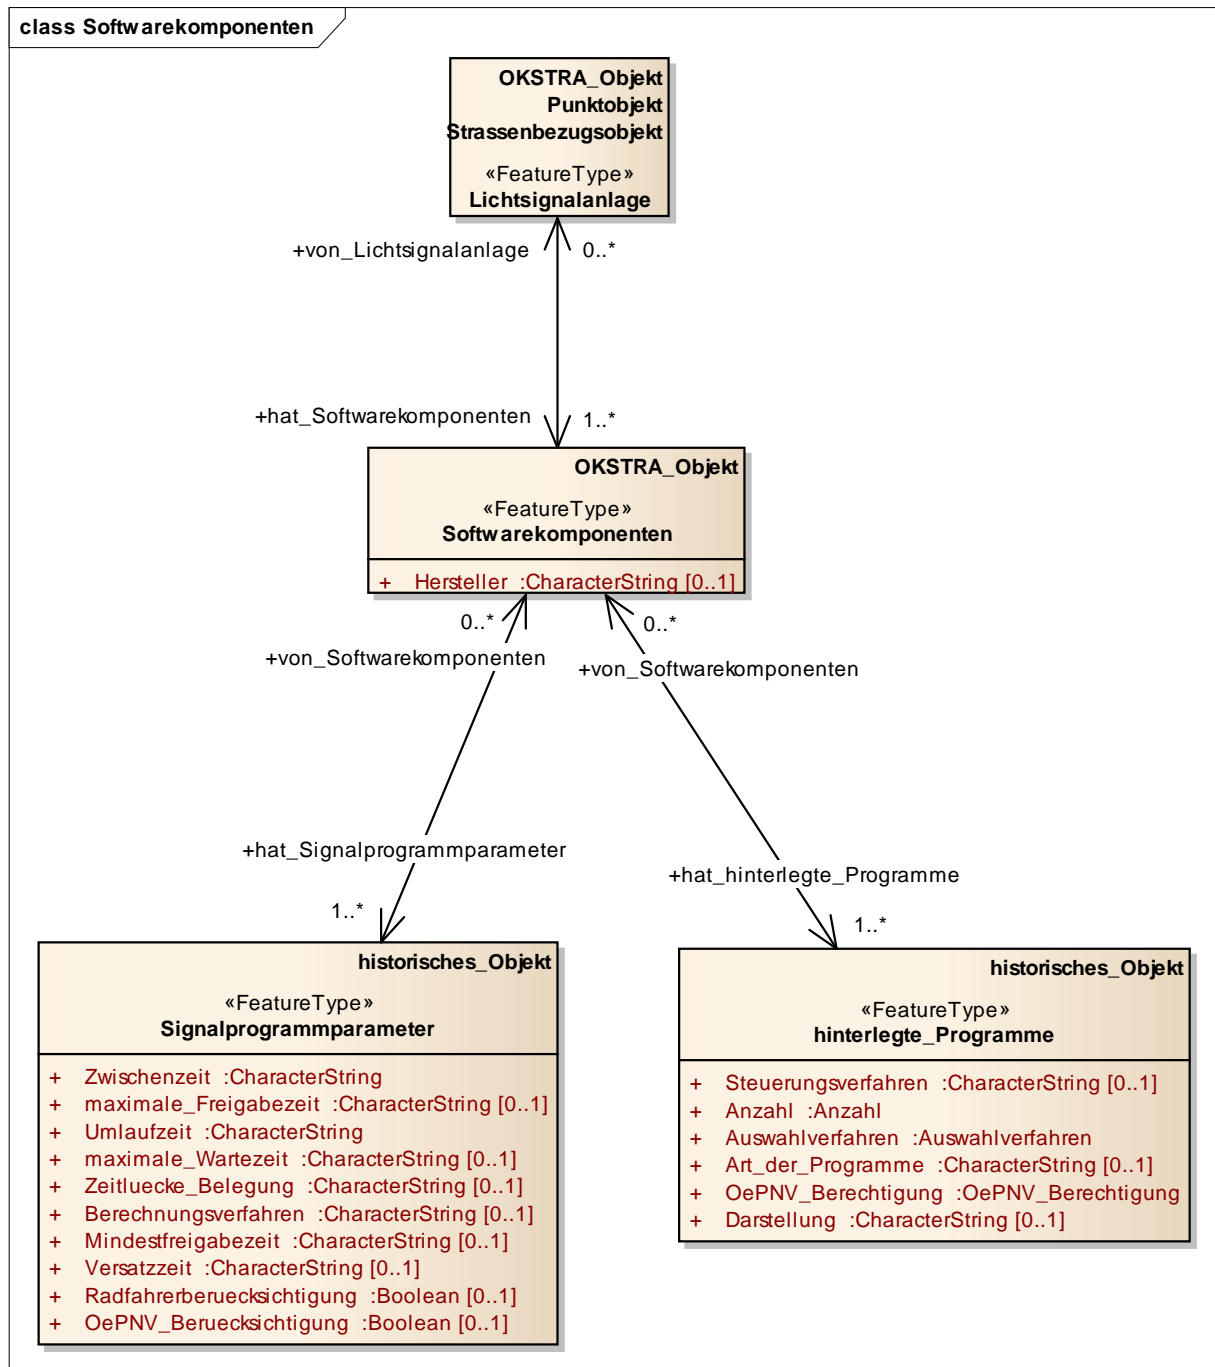 class Softwarekomponenten
OKSTRA_Objekt
Punktobjekt
Strassenbezugsobjekt
«FeatureType»
Lichtsignalanlage
+von_Lichtsignalanlage 0..*
+hat_Softwarekomponenten 1..*
OKSTRA_Objekt
«FeatureType»
Softwarekomponenten
+ Hersteller :CharacterString [0..1]
0..* 0..*
+von_Softwarekomponenten +von_Softwarekomponenten
+hat_Signalprogrammparameter
+hat_hinterlegte_Programme
1..* 1..*
historisches_Objekt
«FeatureType»
Signalprogrammparameter
+ Zwischenzeit :CharacterString
+ maximale_Freigabezeit :CharacterString [0..1]
+ Umlaufzeit :CharacterString
+ maximale_Wartezeit :CharacterString [0..1]
+ Zeitluecke_Belegung :CharacterString [0..1]
+ Berechnungsverfahren :CharacterString [0..1]
+ Mindestfreigabezeit :CharacterString [0..1]
+ Versatzzeit :CharacterString [0..1]
+ Radfahrerberuecksichtigung :Boolean [0..1]
+ OePNV_Beruecksichtigung :Boolean [0..1]
historisches_Objekt
«FeatureType»
hinterlegte_Programme
+ Steuerungsverfahren :CharacterString [0..1]
+ Anzahl :Anzahl
+ Auswahlverfahren :Auswahlverfahren
+ Art_der_Programme :CharacterString [0..1]
+ OePNV_Berechtigung :OePNV_Berechtigung
+ Darstellung :CharacterString [0..1]